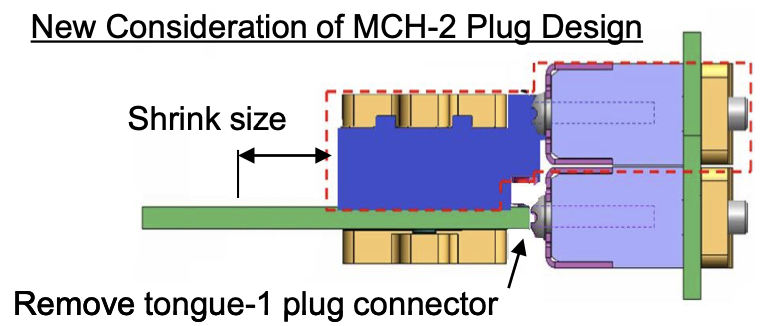 New Consideration of MCH-2 Plug Design
Shrink size
Remove tongue-1 plug connector